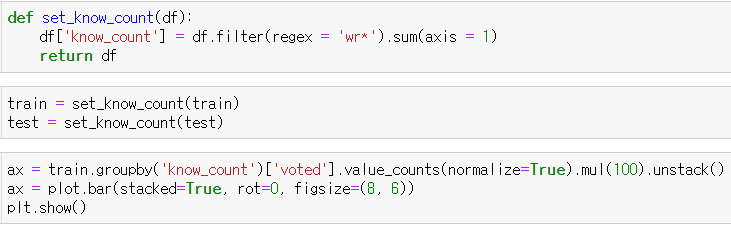 def set_know_count(df):
    df['know_count'] = df.filter(regex = 'wr*').sum(axis = 1)
    return df
train = set_know_count(train)
test = set_know_count(test)
ax = train.groupby('know_count')['voted'].value_counts(normalize=True).mul(100).unstack()
ax = plot.bar(stacked=True, rot=0, figsize=(8, 6))
plt.show()